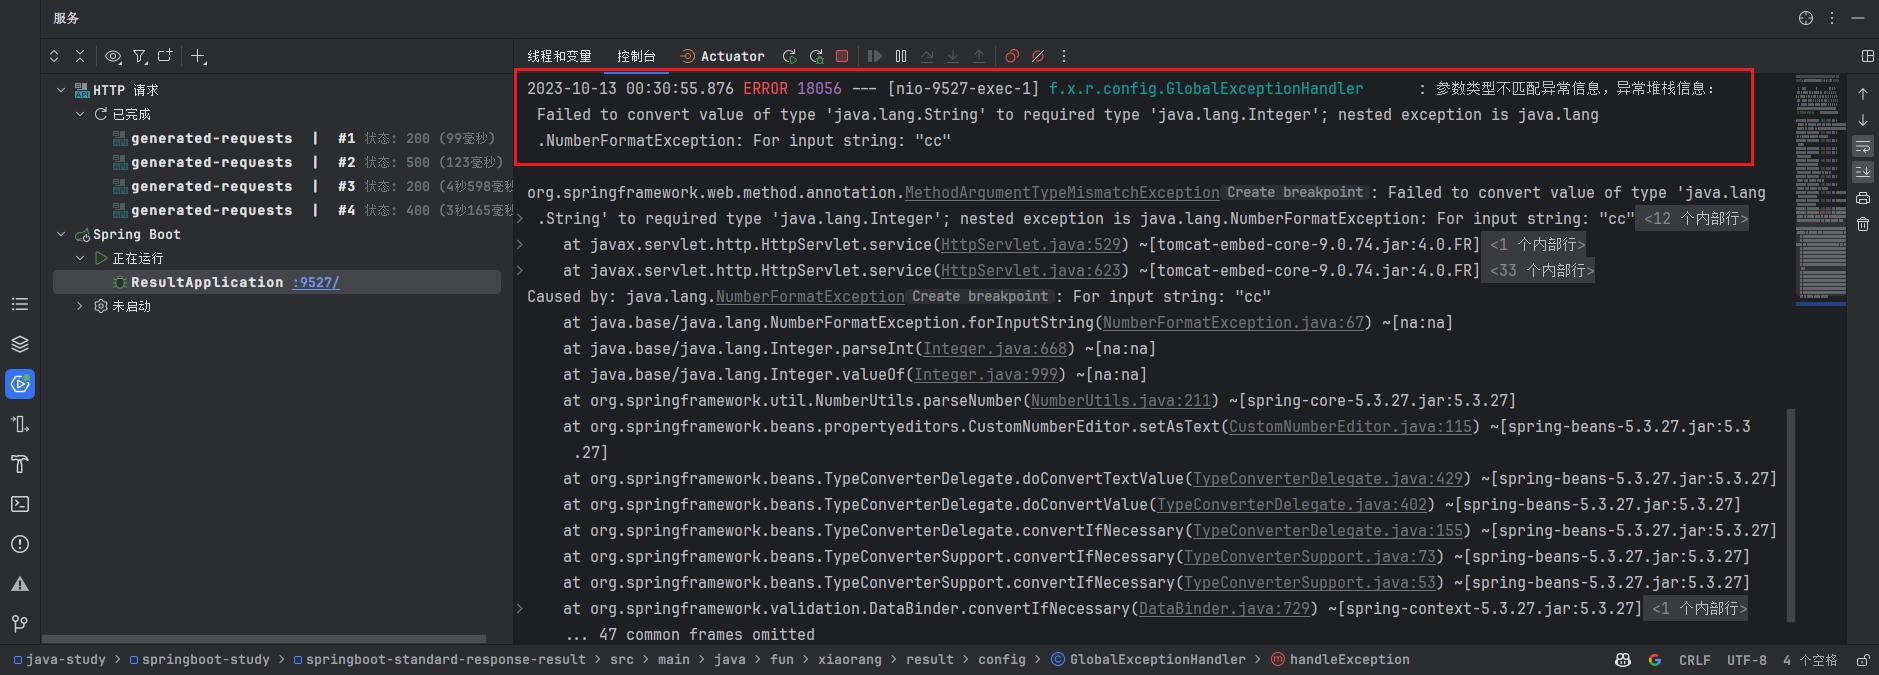 服务
线程和变量 控制台 Actuator
HTTP 请求
已完成
generated-requests | #1 状态: 200 (99毫秒)
generated-requests | #2 状态: 500 (123毫秒)
generated-requests | #3 状态: 200 (4秒598毫秒
generated-requests | #4 状态: 400 (3秒165毫秒
Spring Boot
正在运行
ResultApplication :9527/
未启动
2023-10-13 00:30:55.876 ERROR 18056 --- [nio-9527-exec-1] f.x.r.config.GlobalExceptionHandler : 参数类型不匹配异常信息，异常堆栈信息：
Failed to convert value of type 'java.lang.String' to required type 'java.lang.Integer'; nested exception is java.lang
.NumberFormatException: For input string: "cc"
org.springframework.web.method.annotation.MethodArgumentTypeMismatchException Create breakpoint : Failed to convert value of type 'java.lang
.String' to required type 'java.lang.Integer'; nested exception is java.lang.NumberFormatException: For input string: "cc" <12 个内部行>
at javax.servlet.http.HttpServlet.service(HttpServlet.java:529) ~[tomcat-embed-core-9.0.74.jar:4.0.FR] <1 个内部行>
at javax.servlet.http.HttpServlet.service(HttpServlet.java:623) ~[tomcat-embed-core-9.0.74.jar:4.0.FR] <33 个内部行>
Caused by: java.lang.NumberFormatException Create breakpoint : For input string: "cc"
at java.base/java.lang.NumberFormatException.forInputString(NumberFormatException.java:67) ~[na:na]
at java.base/java.lang.Integer.parseInt(Integer.java:668) ~[na:na]
at java.base/java.lang.Integer.valueOf(Integer.java:999) ~[na:na]
at org.springframework.util.NumberUtils.parseNumber(NumberUtils.java:211) ~[spring-core-5.3.27.jar:5.3.27]
at org.springframework.beans.propertyeditors.CustomNumberEditor.setAsText(CustomNumberEditor.java:115) ~[spring-beans-5.3.27.jar:5.3
.27]
at org.springframework.beans.TypeConverterDelegate.doConvertTextValue(TypeConverterDelegate.java:429) ~[spring-beans-5.3.27.jar:5.3.27]
at org.springframework.beans.TypeConverterDelegate.doConvertValue(TypeConverterDelegate.java:402) ~[spring-beans-5.3.27.jar:5.3.27]
at org.springframework.beans.TypeConverterDelegate.convertIfNecessary(TypeConverterDelegate.java:155) ~[spring-beans-5.3.27.jar:5.3.27]
at org.springframework.beans.TypeConverterSupport.convertIfNecessary(TypeConverterSupport.java:73) ~[spring-beans-5.3.27.jar:5.3.27]
at org.springframework.beans.TypeConverterSupport.convertIfNecessary(TypeConverterSupport.java:53) ~[spring-beans-5.3.27.jar:5.3.27]
at org.springframework.validation.DataBinder.convertIfNecessary(DataBinder.java:729) ~[spring-context-5.3.27.jar:5.3.27] <1 个内部行>
... 47 common frames omitted
java-study > springboot-study > springboot-standard-response-result > src > main > java > fun > xiaorang > result > config > GlobalExceptionHandler > handleException CRLF UTF-8 4 个空格